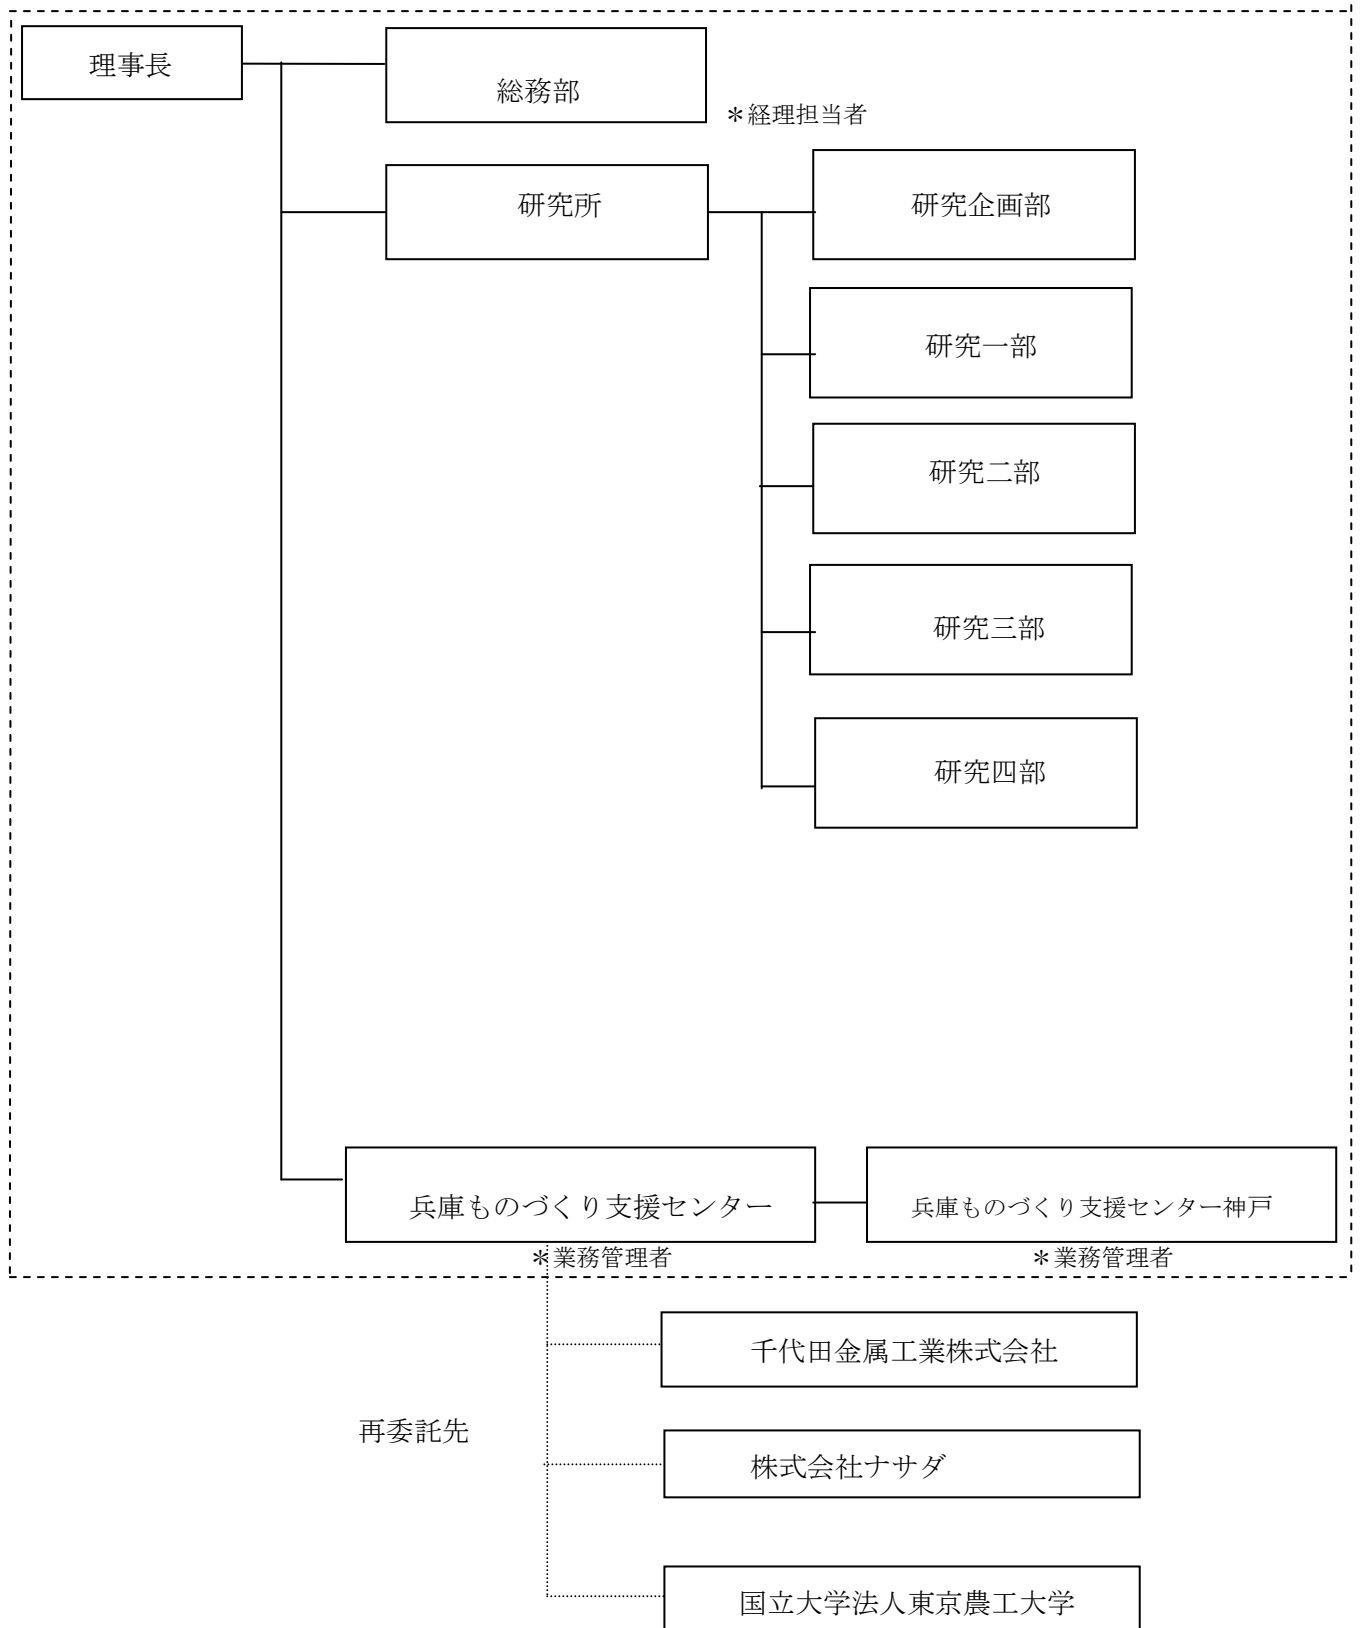 理事長
総務部
＊経理担当者
研究所
研究企画部
研究一部
研究二部
研究三部
研究四部
兵庫ものづくり支援センター
兵庫ものづくり支援センター神戸
＊業務管理者
＊業務管理者
千代田金属工業株式会社
再委託先
株式会社ナサダ
国立大学法人東京農工大学